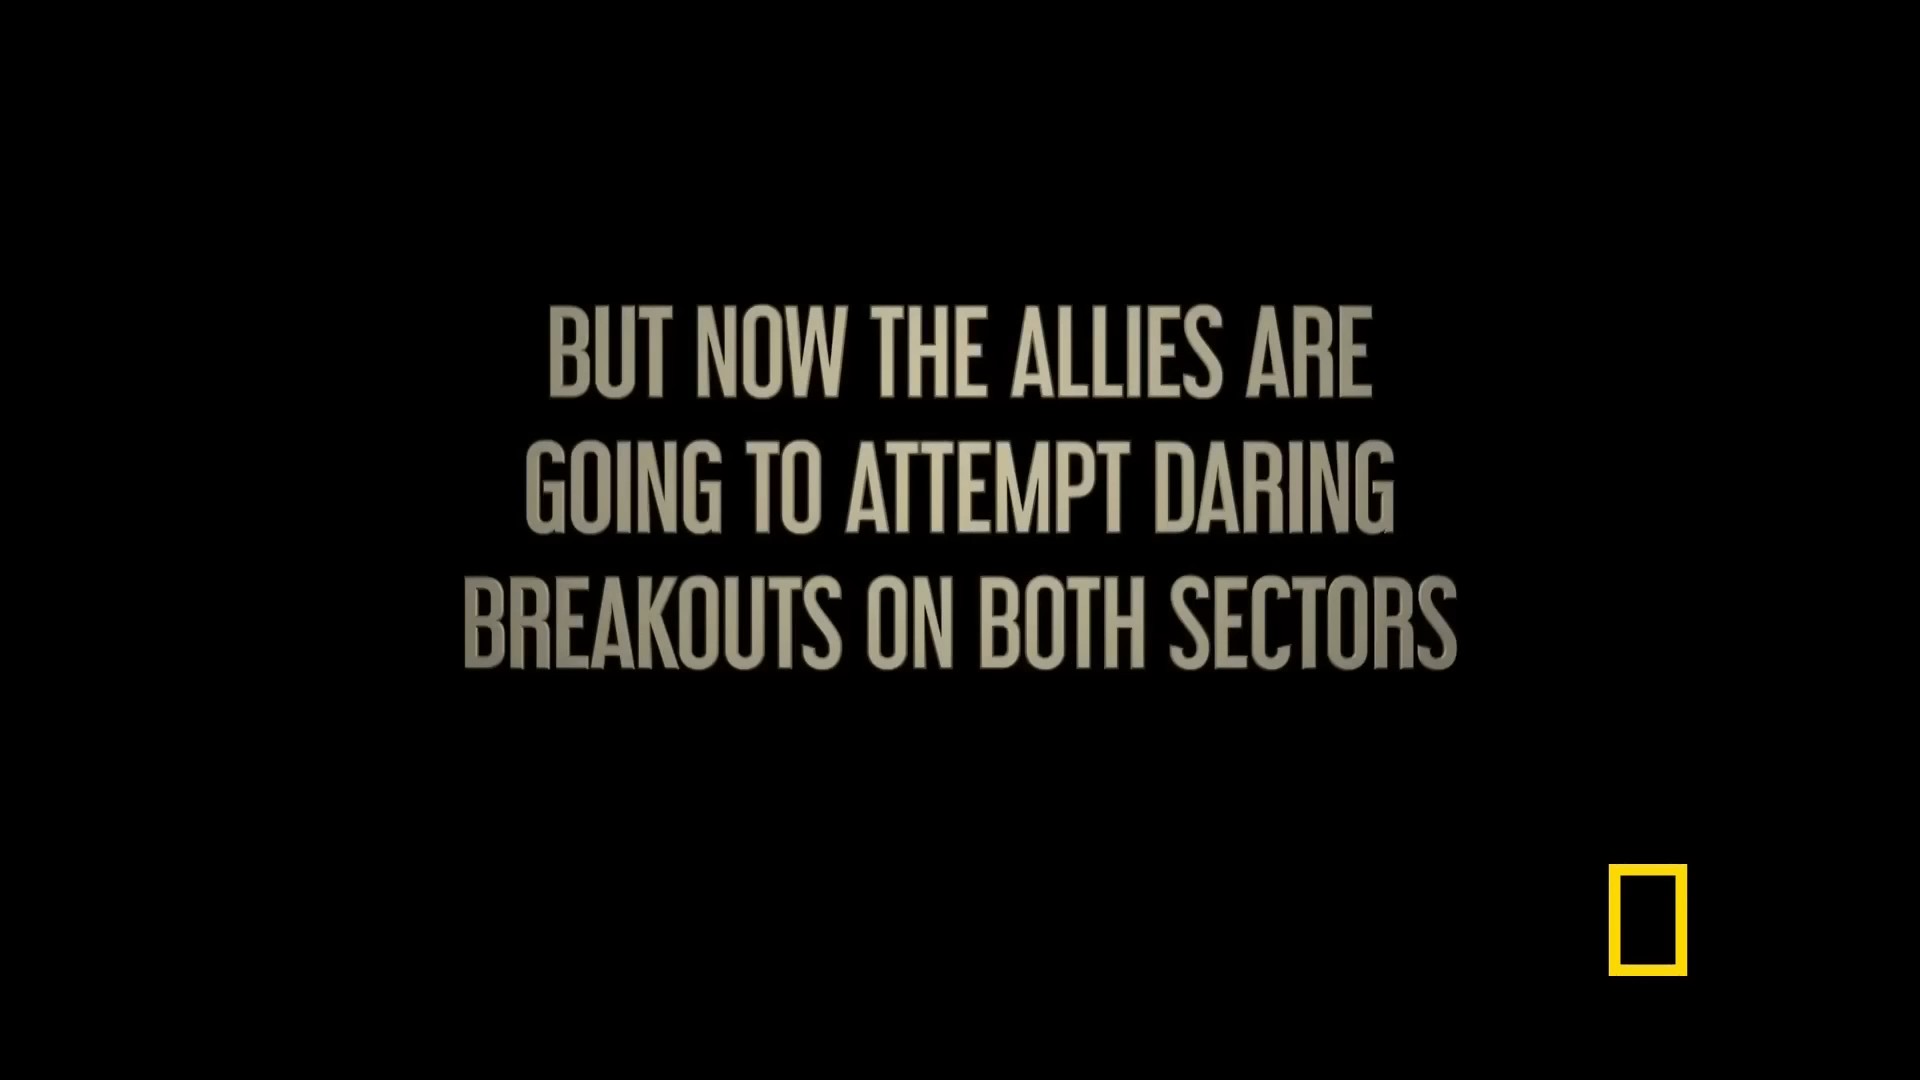 BUT NOW THE ALLIES ARE
GOING TO ATTEMPT DARING
BREAKOUTS ON BOTH SECTORS